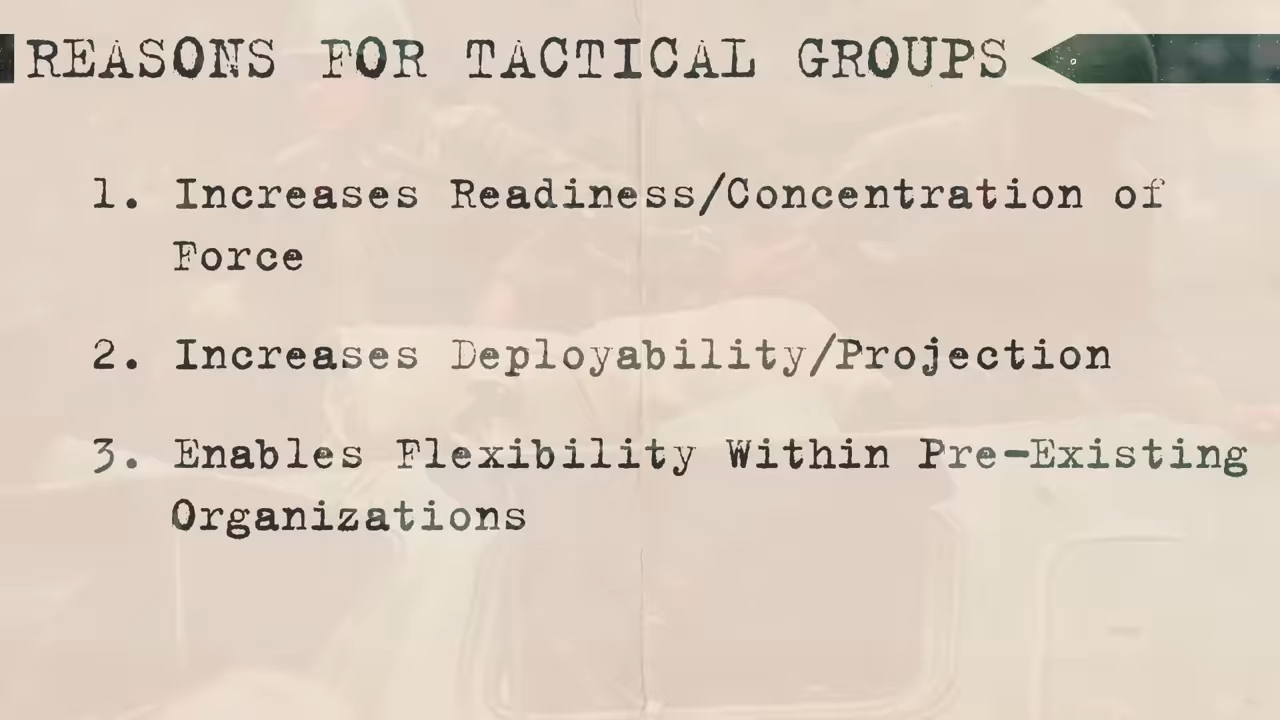 REASONS FOR TACTICAL GROUPS
1. Increases Readiness/Concentration of
Force
2. Increases Deployability/Projection
3. Enables Flexibility Within Pre-Existing
Organizations